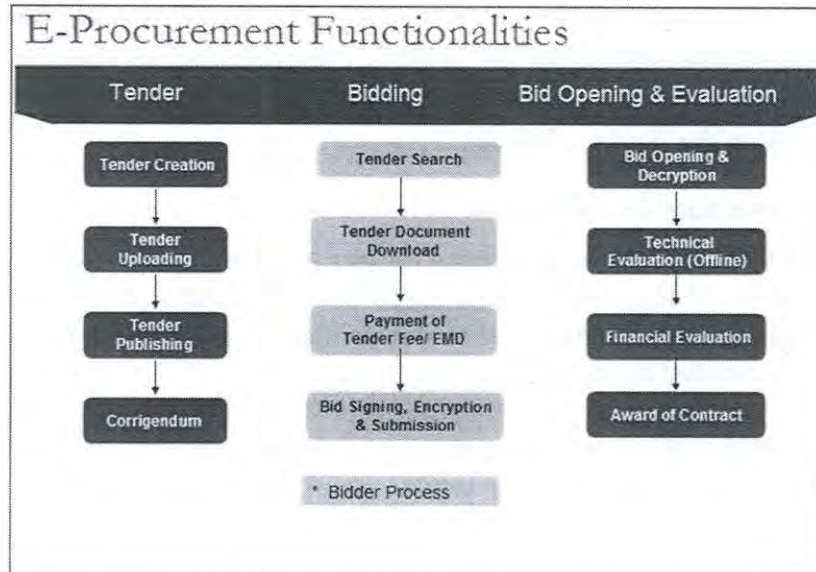 E-Procurement Functionalities
Tender
Bidding
Bid Opening & Evaluation
Tender Creation
Tender
Uploading
Tender
Publishing
Corrigendum
Tender Search
Tender Document
Download
Payment of
Tender Fee/ EMD
Bid Signing, Encryption
& Submission
* Bidder Process
Bid Opening &
Decryption
Technical
Evaluation (Offline)
Financial Evaluation
Award of Contract